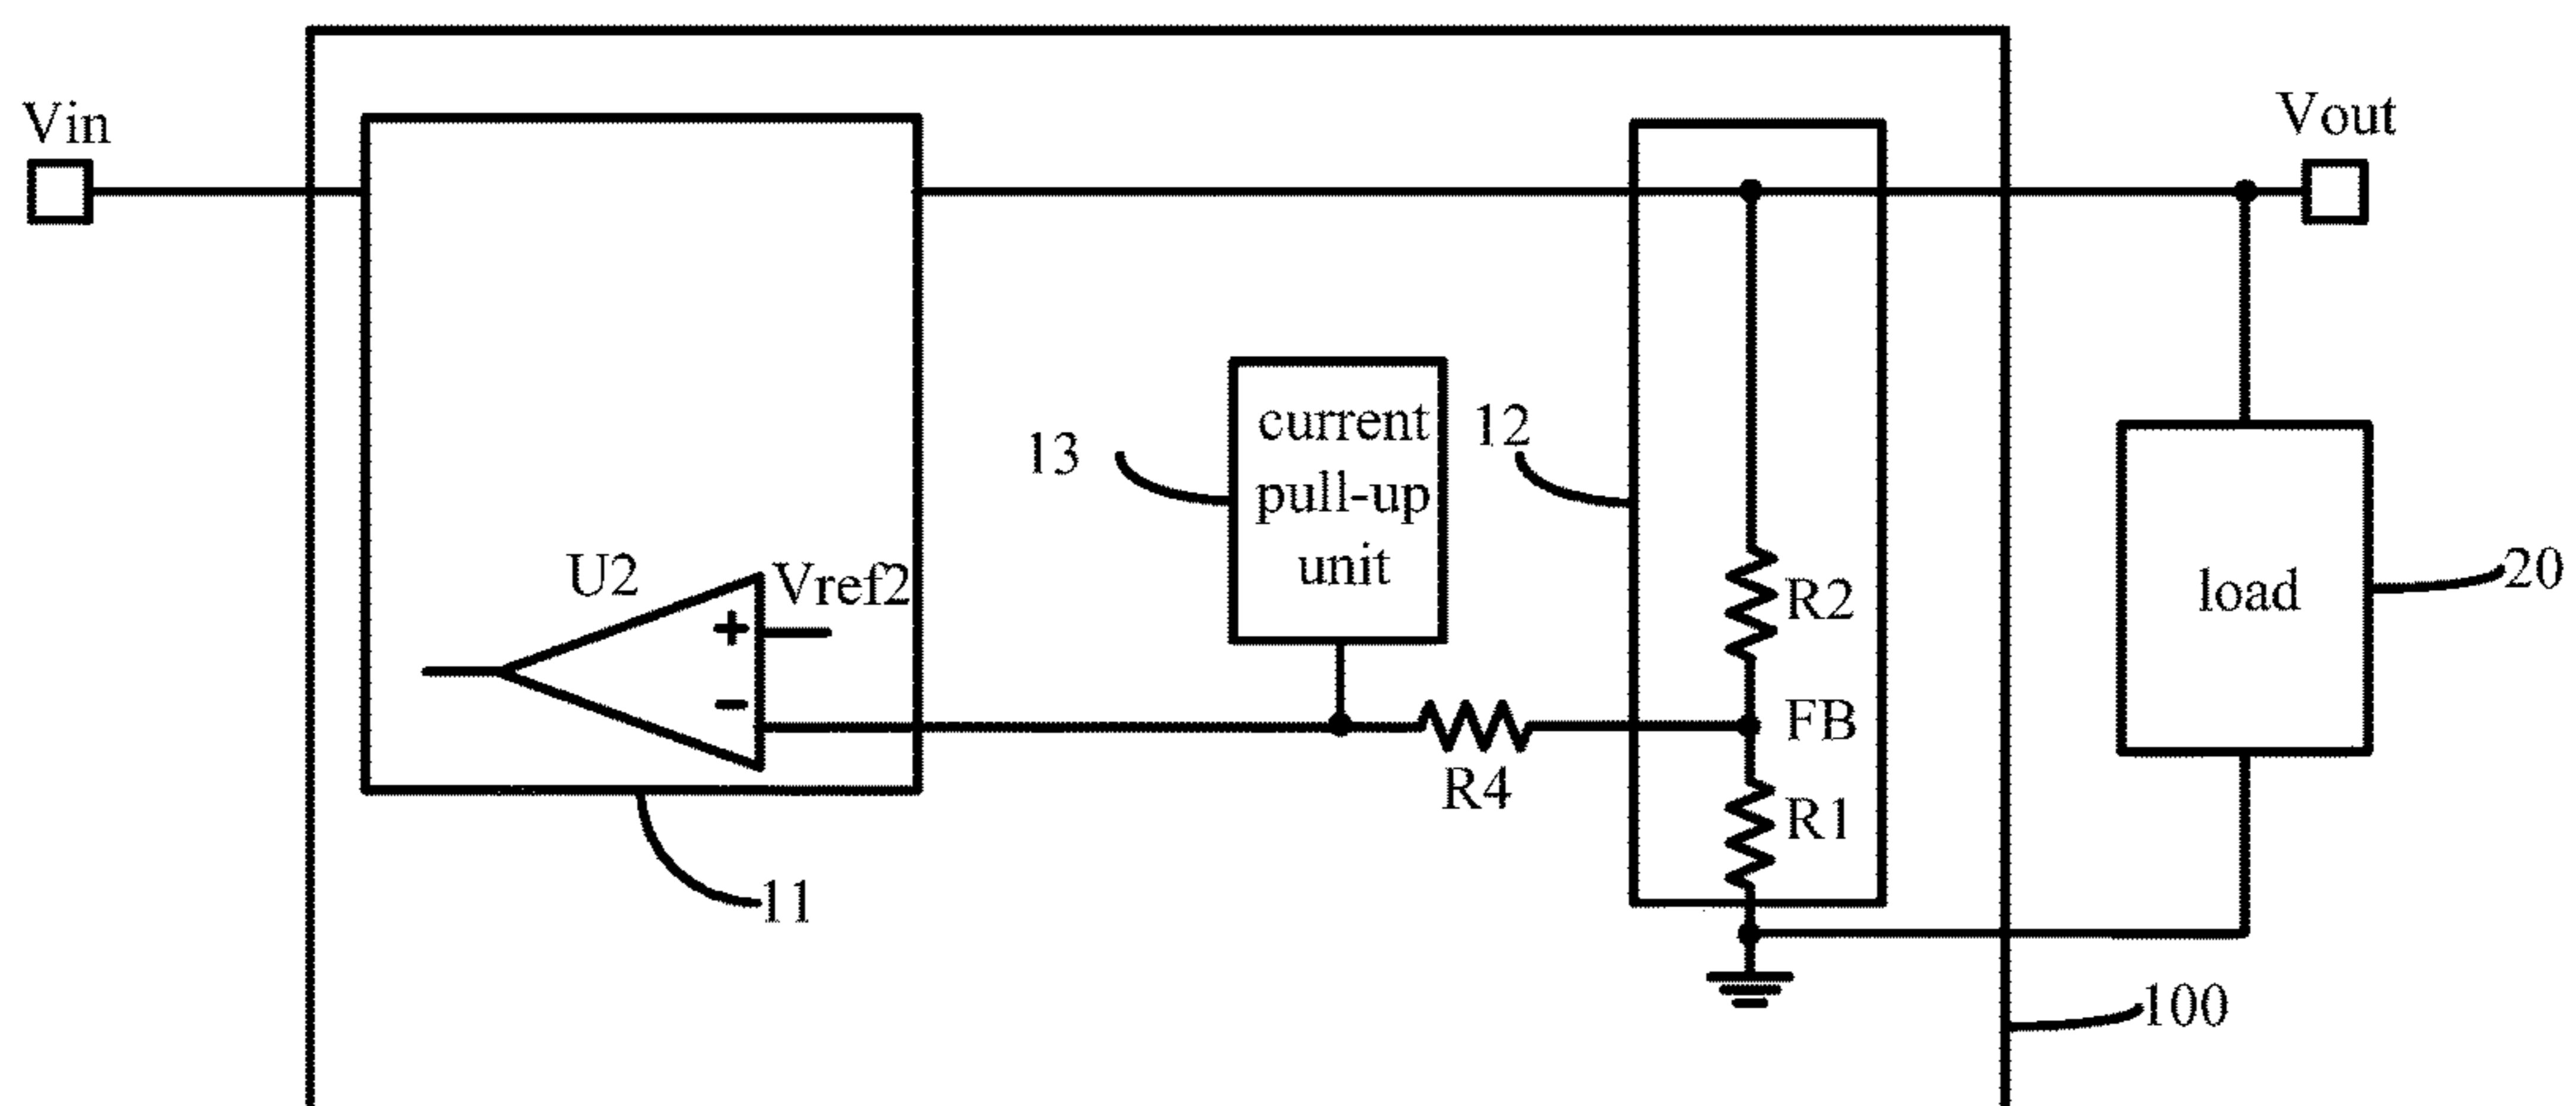 Vin
Vout
13
current
pull-up
unit
12
U2
Vref2
+
-
R2
load
20
FB
R4
R1
11
100